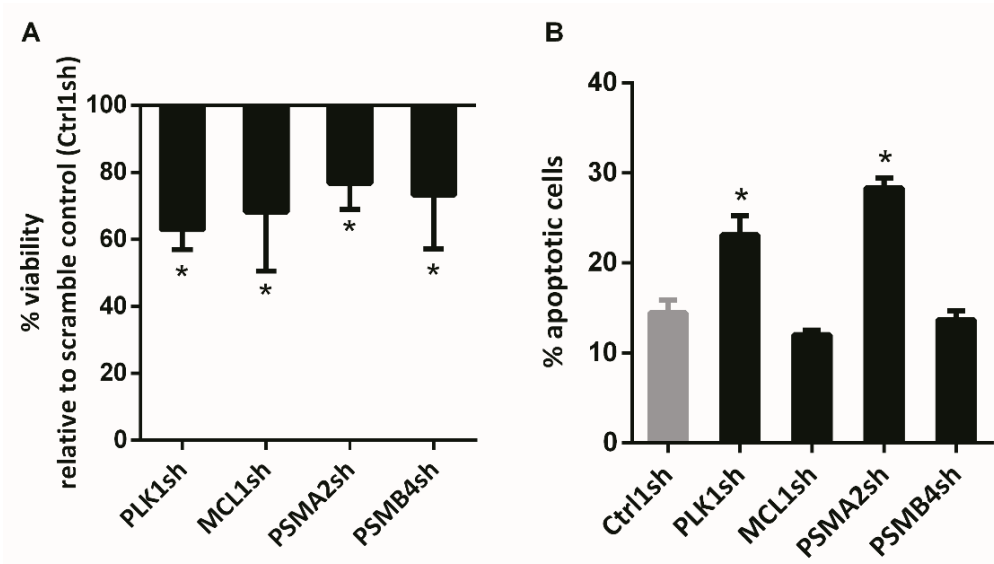 A
% viability
relative to scramble control (Ctrl1sh)
100
80
60
40
20
0
*
*
*
*
PLK1sh
MCL1sh
PSMA2sh
PSMB4sh
B
% apoptotic cells
40
30
20
10
0
*
*
Ctrl1sh
PLK1sh
MCL1sh
PSMA2sh
PSMB4sh